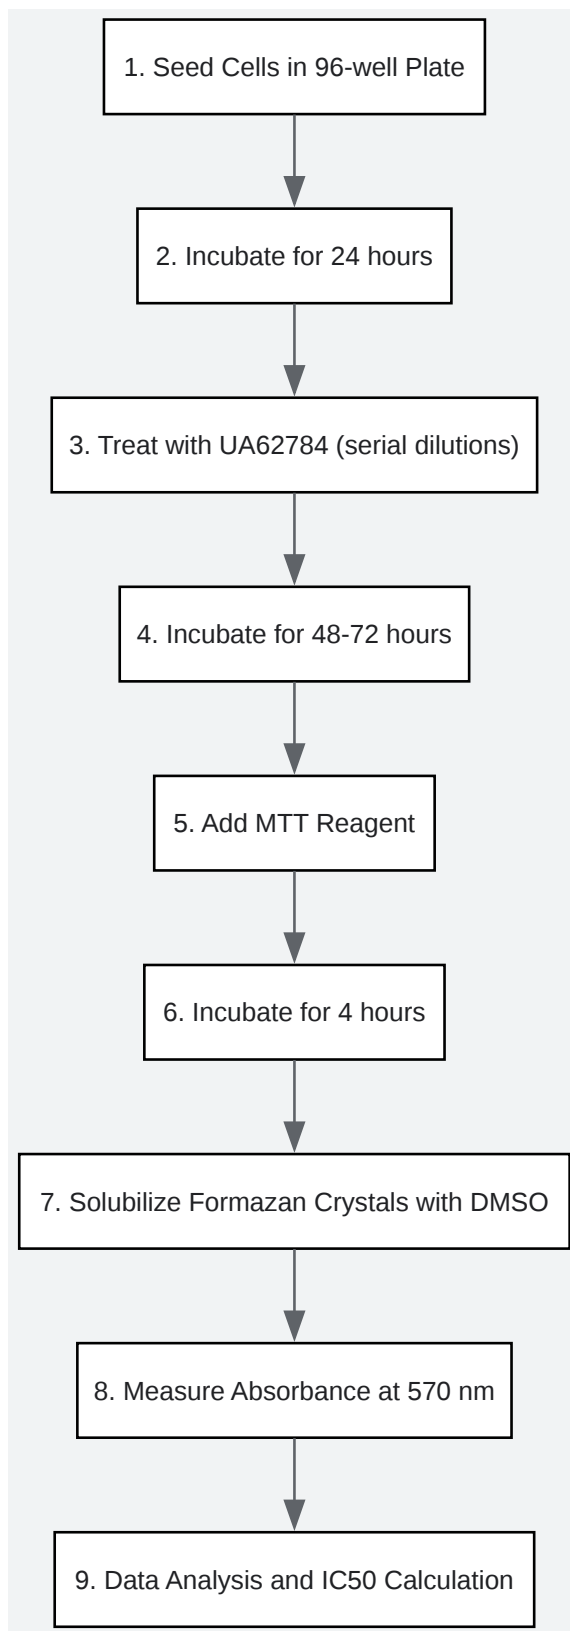 1. Seed Cells in 96-well Plate
2. Incubate for 24 hours
3. Treat with UA62784 (serial dilutions)
4. Incubate for 48-72 hours
5. Add MTT Reagent
6. Incubate for 4 hours
7. Solubilize Formazan Crystals with DMSO
8. Measure Absorbance at 570 nm
9. Data Analysis and IC50 Calculation